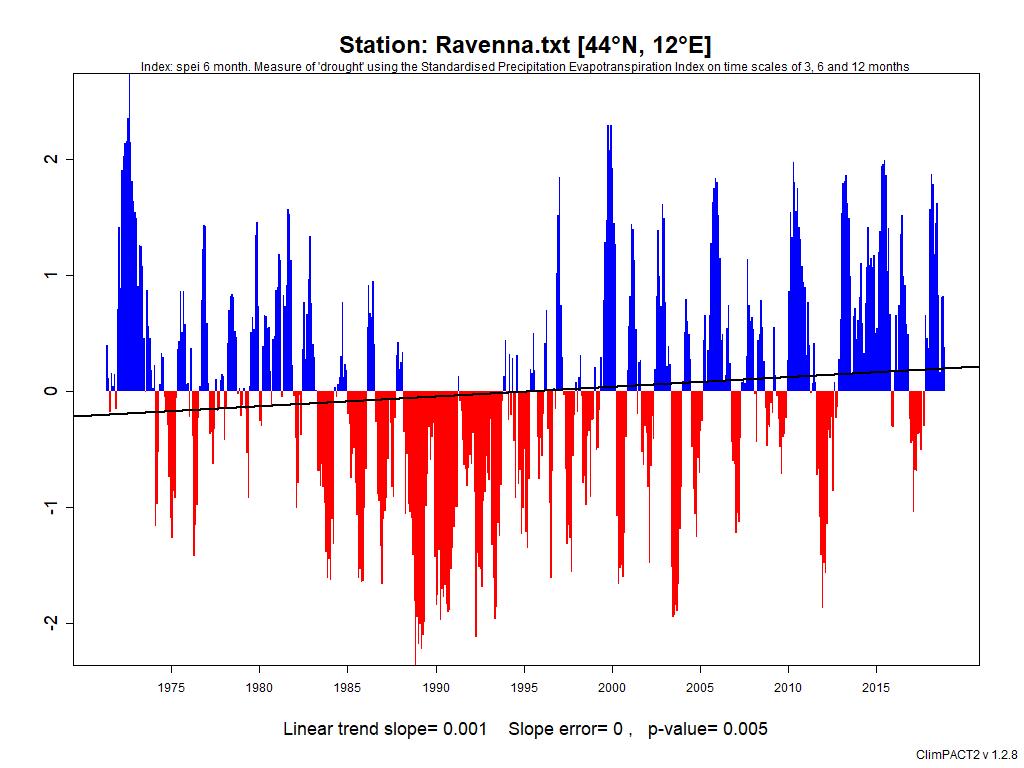 Station: Ravenna.txt [44°N, 12°E]
Index: spei 6 month. Measure of 'drought' using the Standardised Precipitation Evapotranspiration Index on time scales of 3, 6 and 12 months
2
1
0
-1
-2
1975 1980 1985 1990 1995 2000 2005 2010 2015
Linear trend slope= 0.001 Slope error= 0 , p-value= 0.005
ClimPACT2 v 1.2.8